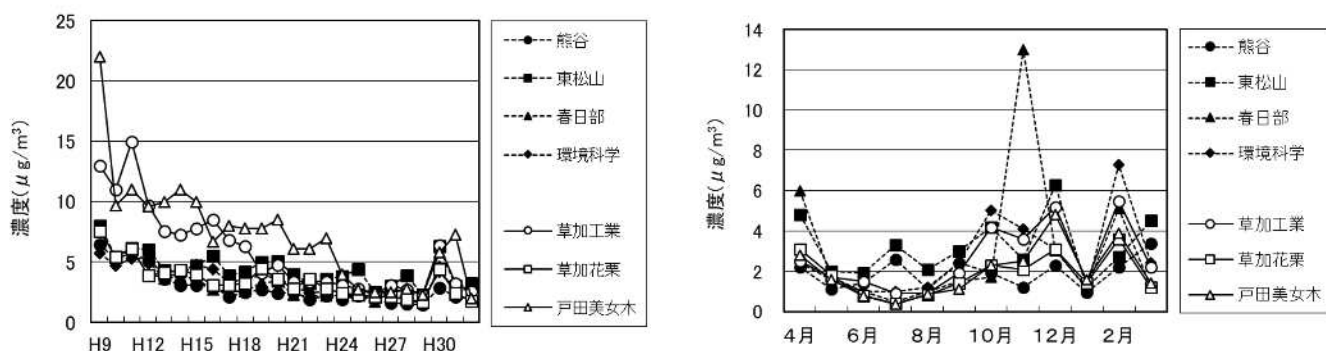 25
20
15
10
5
0
濃度(μg/m³)
H9 H12 H15 H18 H21 H24 H27 H30
熊谷
東松山
春日部
環境科学
草加工業
草加花栗
戸田美女木
14
12
10
8
6
4
2
0
濃度(μg/m³)
4月 6月 8月 10月 12月 2月
熊谷
東松山
春日部
環境科学
草加工業
草加花栗
戸田美女木